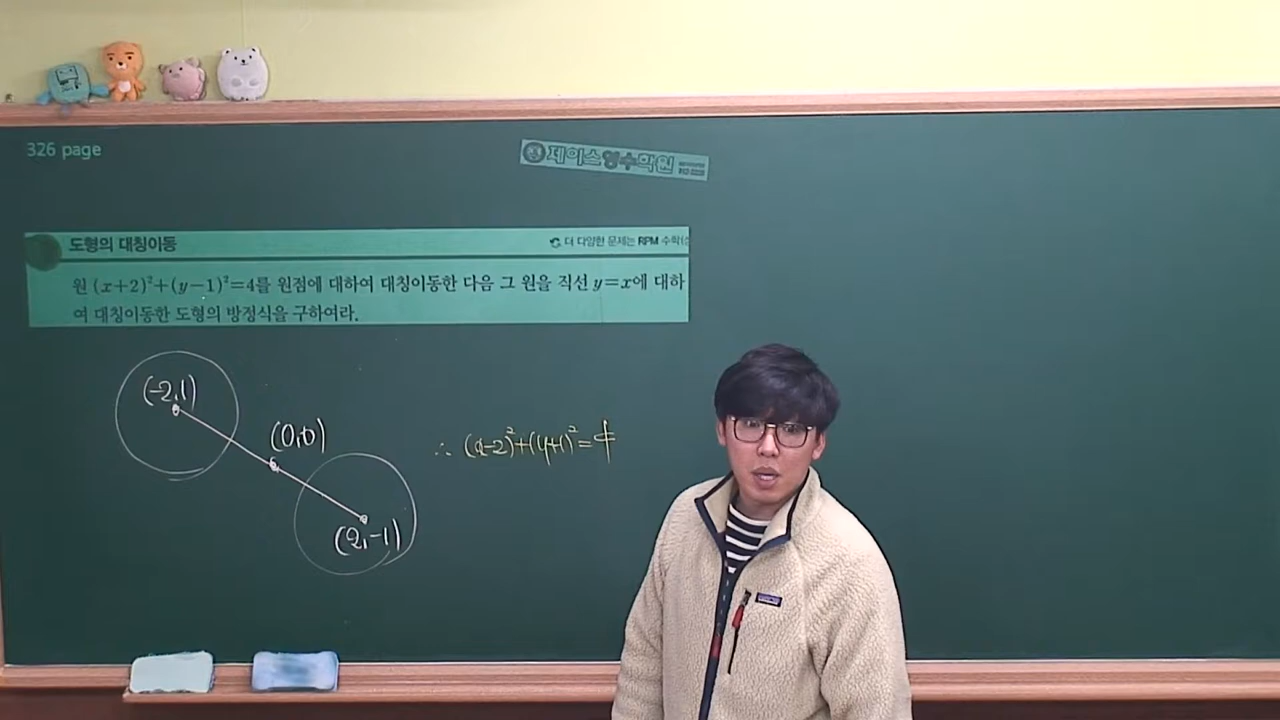 326 page
제이스영수학원
도형의 대칭이동
더 다양한 문제는 RPM 수학(상
원 (x+2)²+(y−1)²=4를 원점에 대하여 대칭이동한 다음 그 원을 직선 y=x에 대하
여 대칭이동한 도형의 방정식을 구하여라.
(-2,1)
(0,0)
∴ (x-2)²+(y+1)²=4
(2,-1)